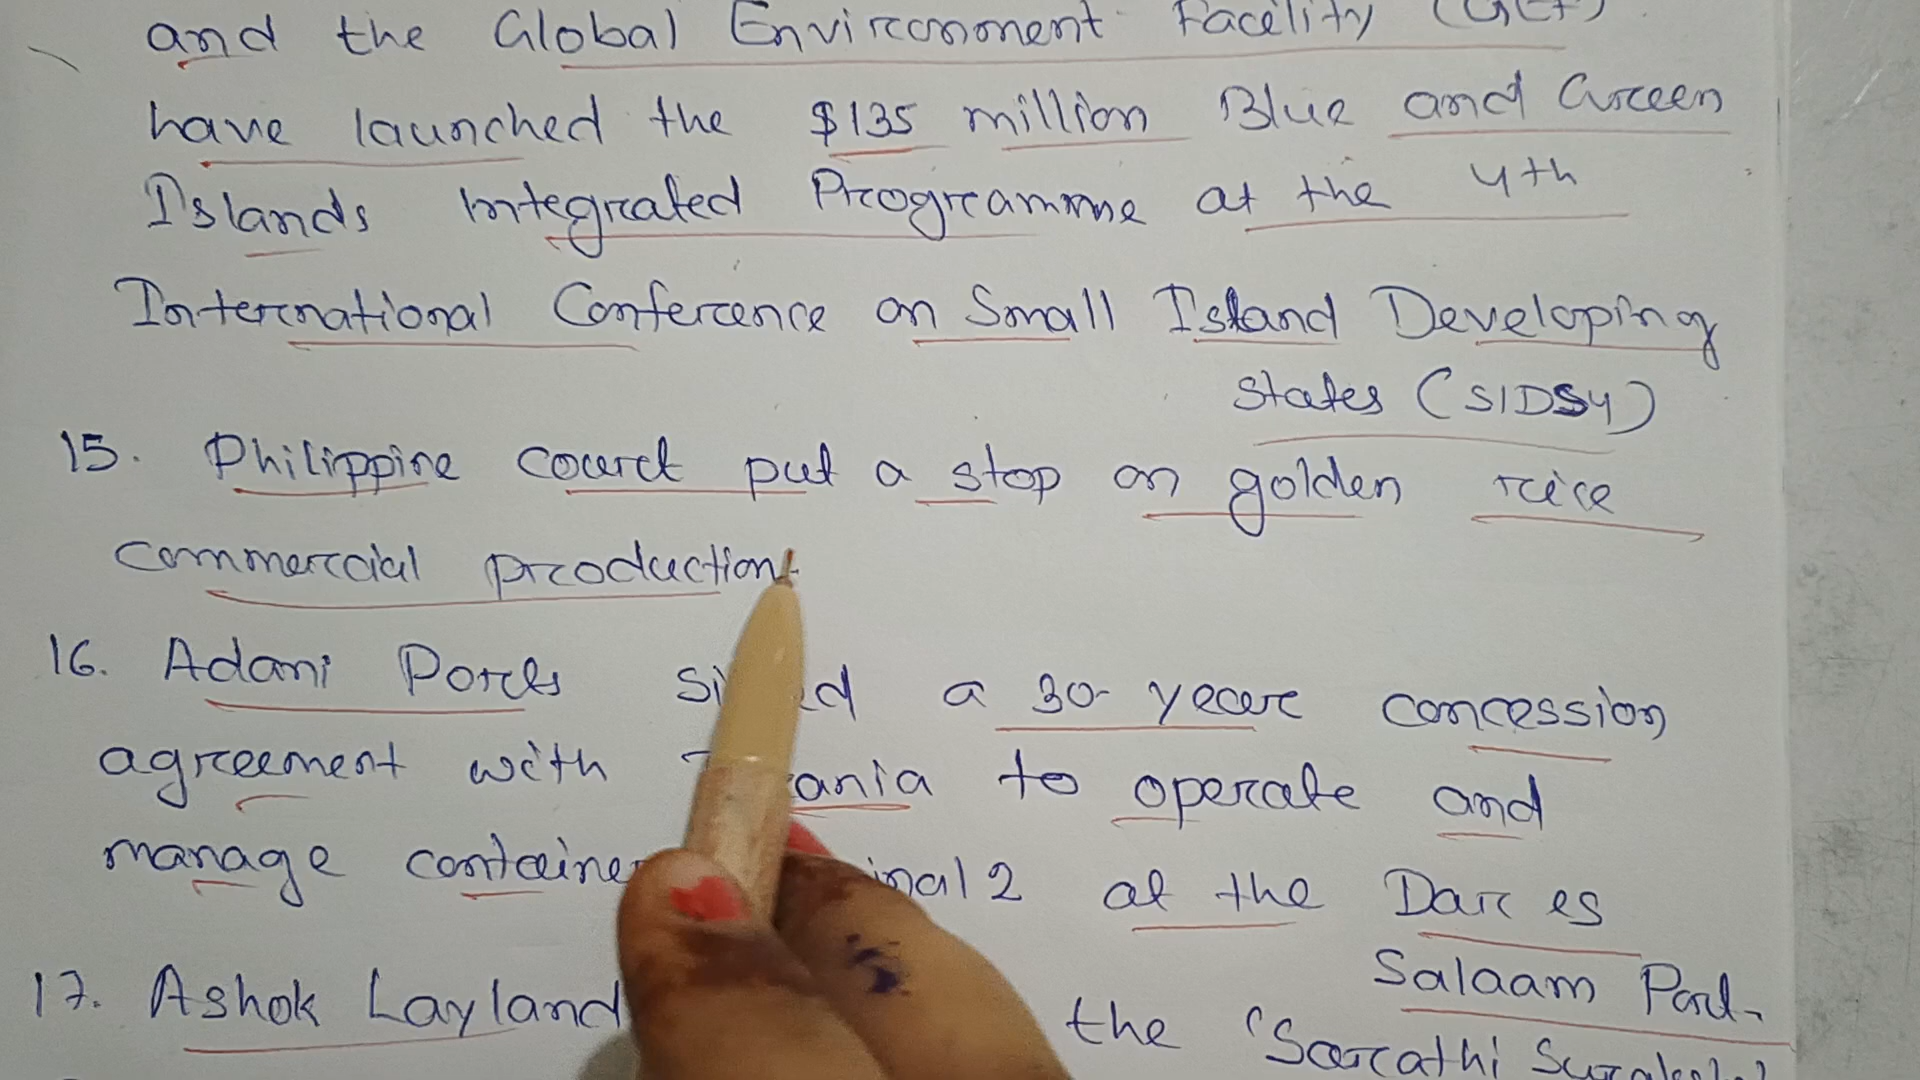 and the Global Environment Facility (GEF)
have launched the $135 million Blue and Green
Islands Integrated Programme at the 4th
International Conference on Small Island Developing
States (SIDS4)
15. Philippine court put a stop on golden rice
commercial production.
16. Adani Ports a 30-year concession
agreement with to operate and
manage 2 at the Dar es
Salaam Port.
17. Ashok Layland the 'Sarathi